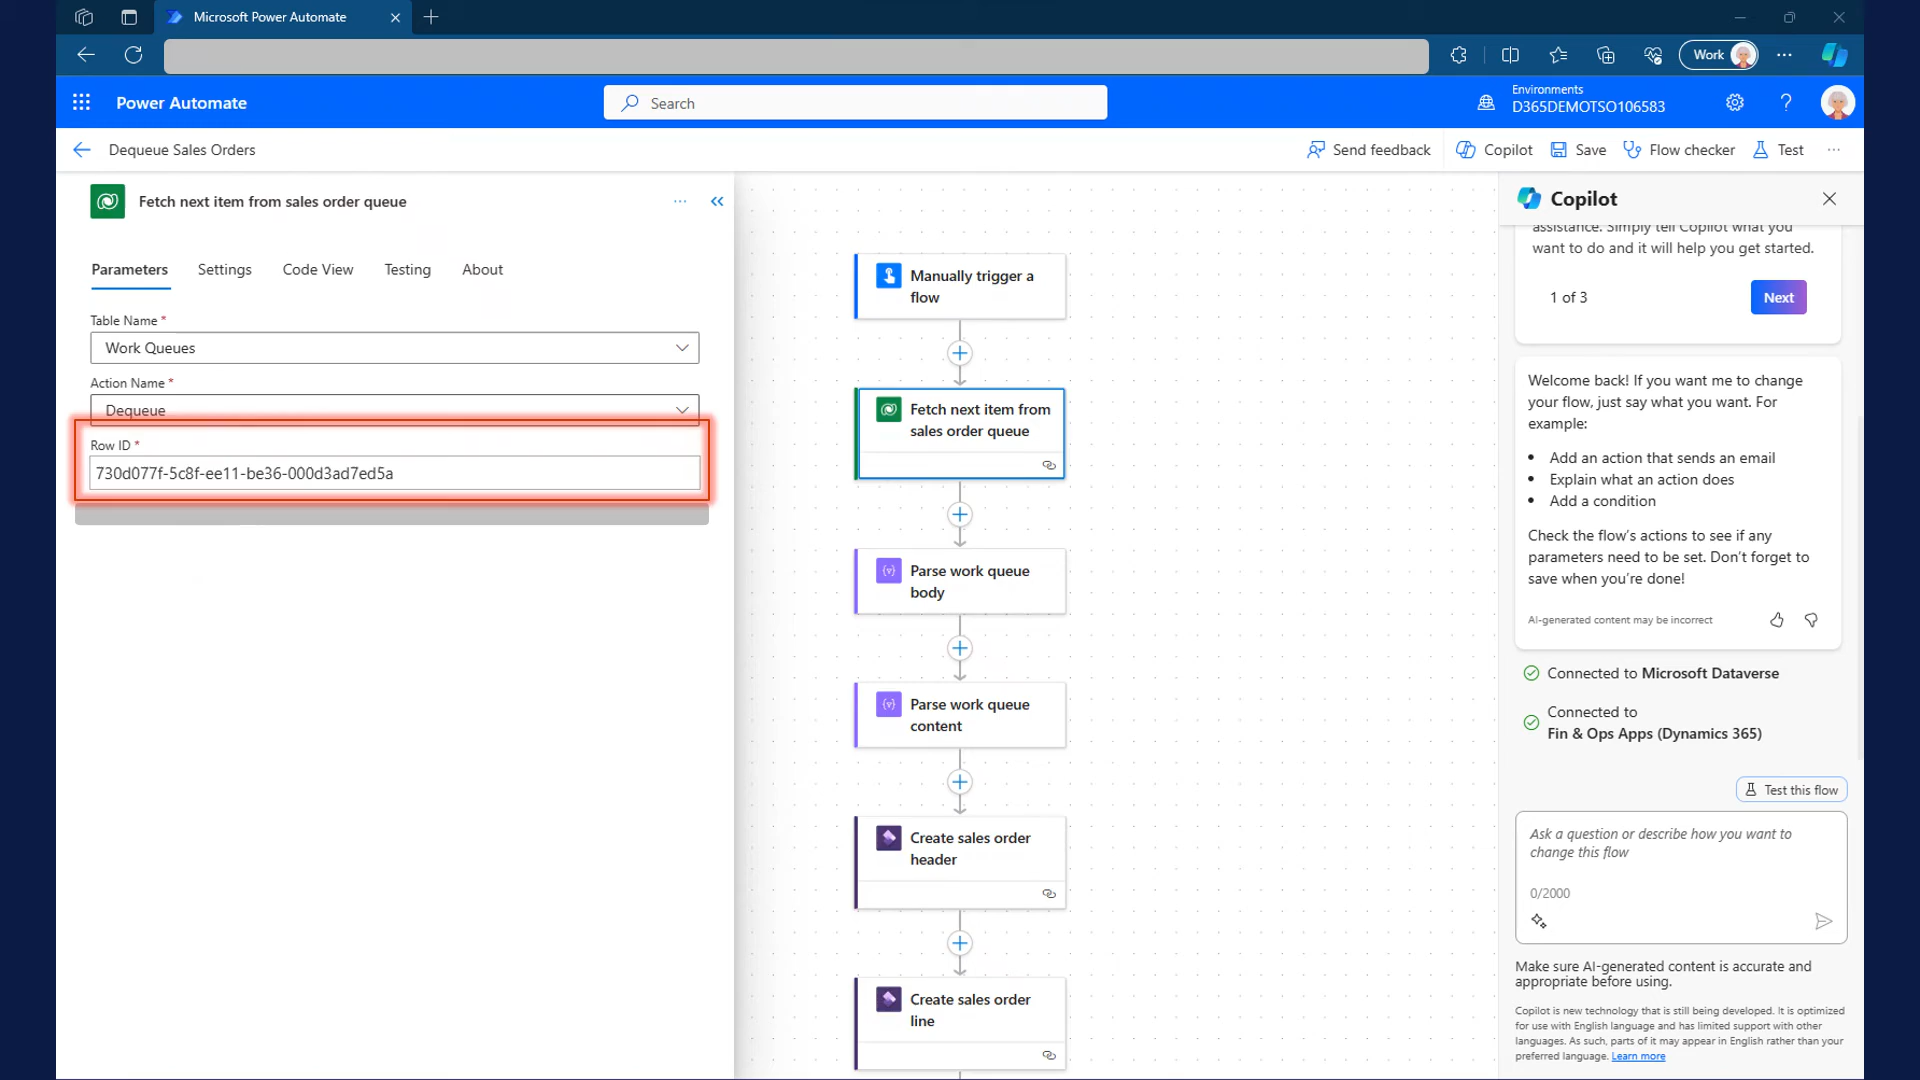 Microsoft Power Automate
Work
Power Automate
Search
Environments
D365DEMOTSO106583
Dequeue Sales Orders
Send feedback
Copilot
Save
Flow checker
Test
Fetch next item from sales order queue
Parameters
Settings
Code View
Testing
About
Table Name *
Work Queues
Action Name *
Dequeue
Row ID *
730d077f-5c8f-ee11-be36-000d3ad7ed5a
Manually trigger a
flow
Fetch next item from
sales order queue
Parse work queue
body
Parse work queue
content
Create sales order
header
Create sales order
line
Copilot
assistance. Simply tell Copilot what you
want to do and it will help you get started.
1 of 3
Next
Welcome back! If you want me to change
your flow, just say what you want. For
example:
• Add an action that sends an email
• Explain what an action does
• Add a condition
Check the flow's actions to see if any
parameters need to be set. Don't forget to
save when you're done!
AI-generated content may be incorrect
Connected to Microsoft Dataverse
Connected to
Fin & Ops Apps (Dynamics 365)
Test this flow
Ask a question or describe how you want to
change this flow
0/2000
Make sure AI-generated content is accurate and
appropriate before using.
Copilot is new technology that is still being developed. It is optimized
for use with English language and has limited support with other
languages. As such, parts of it may appear in English rather than your
preferred language. Learn more